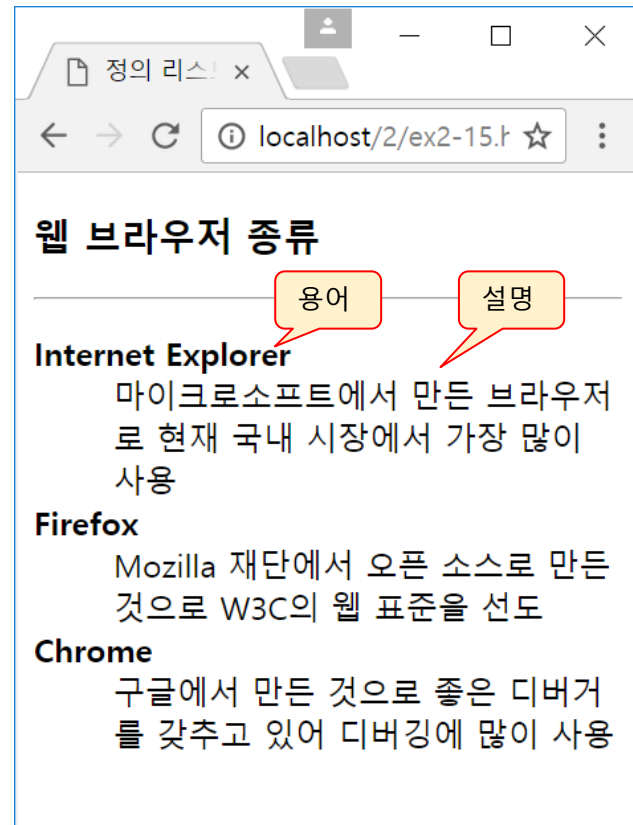 정의 리스
localhost/2/ex2-15.h
웹 브라우저 종류
용어
설명
Internet Explorer
마이크로소프트에서 만든 브라우저
로 현재 국내 시장에서 가장 많이
사용
Firefox
Mozilla 재단에서 오픈 소스로 만든
것으로 W3C의 웹 표준을 선도
Chrome
구글에서 만든 것으로 좋은 디버거
를 갖추고 있어 디버깅에 많이 사용